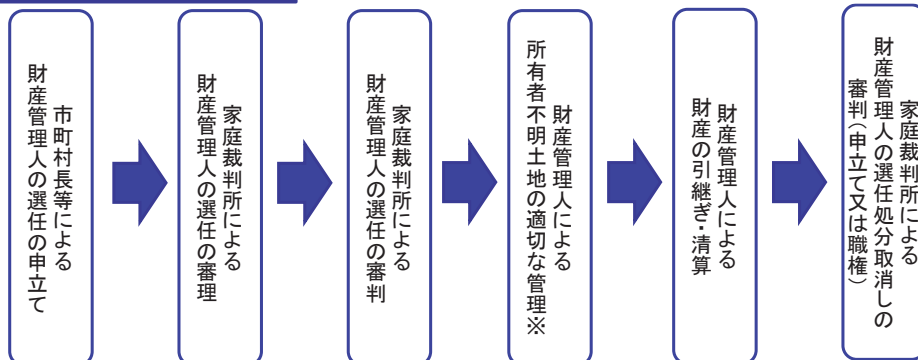 市町村長等による
財産管理人の選任の申立て
家庭裁判所による
財産管理人の選任の審理
家庭裁判所による
財産管理人の選任の審判
財産管理人による
所有者不明土地の適切な管理※
財産管理人による
財産の引継ぎ・清算
家庭裁判所による
財産管理人の選任処分取消しの
審判（申立て又は職権）